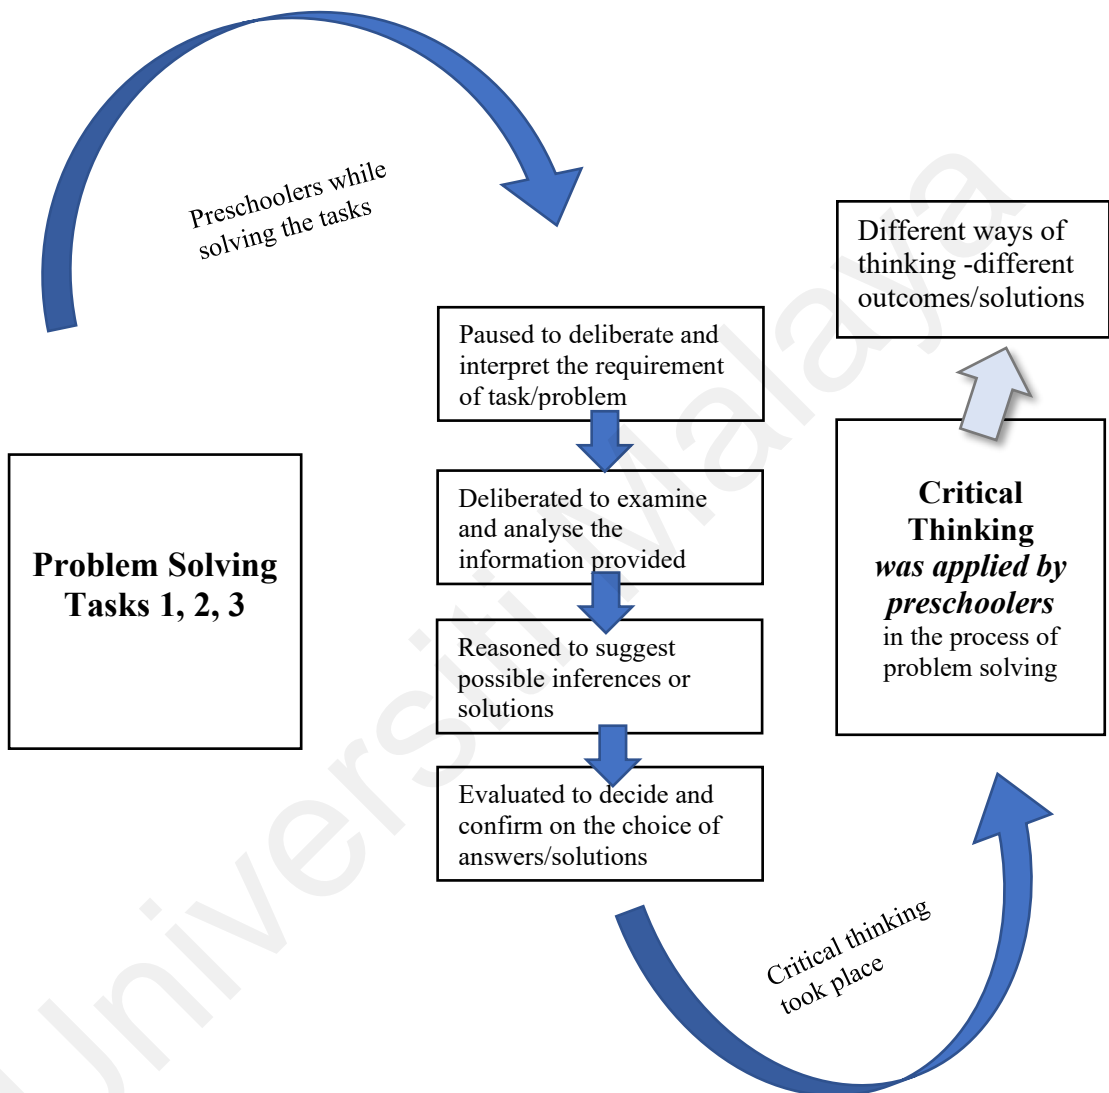 Preschoolers while
solving the tasks
Problem Solving
Tasks 1, 2, 3
Paused to deliberate and
interpret the requirement
of task/problem
Deliberated to examine
and analyse the
information provided
Reasoned to suggest
possible inferences or
solutions
Evaluated to decide and
confirm on the choice of
answers/solutions
Critical thinking
took place
Critical
Thinking
was applied by
preschoolers
in the process of
problem solving
Different ways of
thinking -different
outcomes/solutions
Universiti Malaya